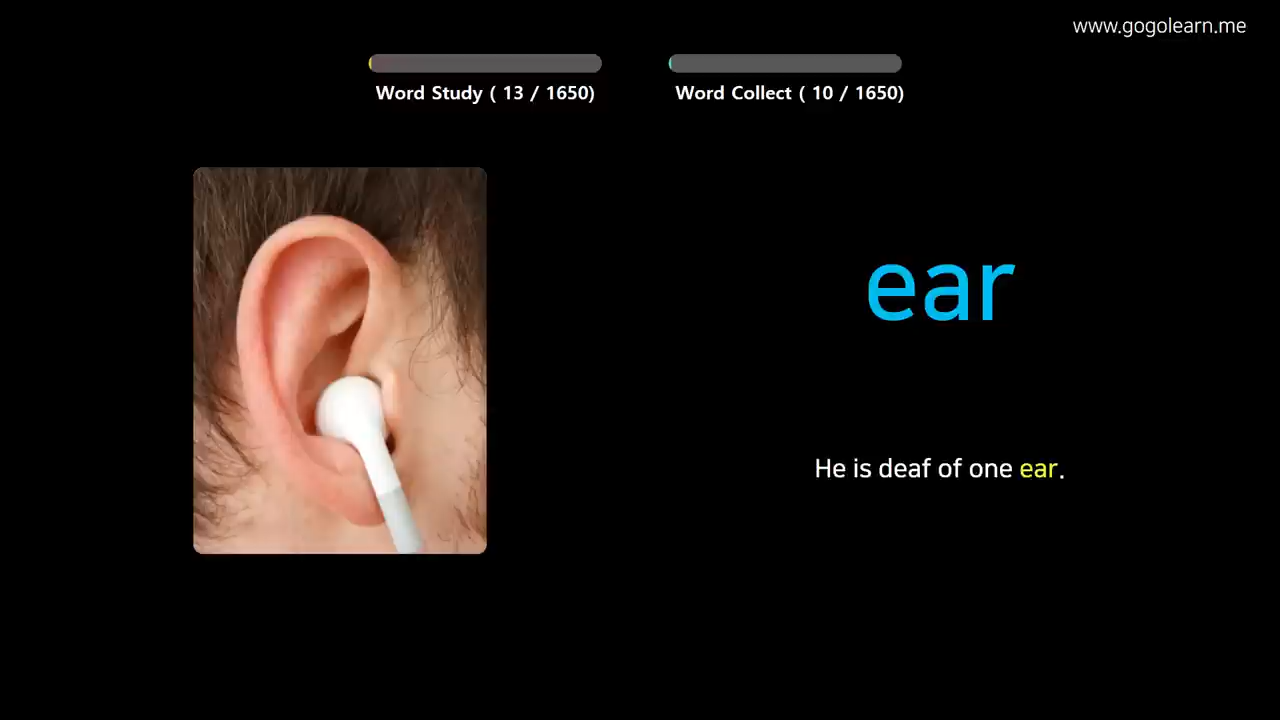 www.gogolearn.me
Word Study ( 13 / 1650)
Word Collect ( 10 / 1650)
ear
He is deaf of one ear.